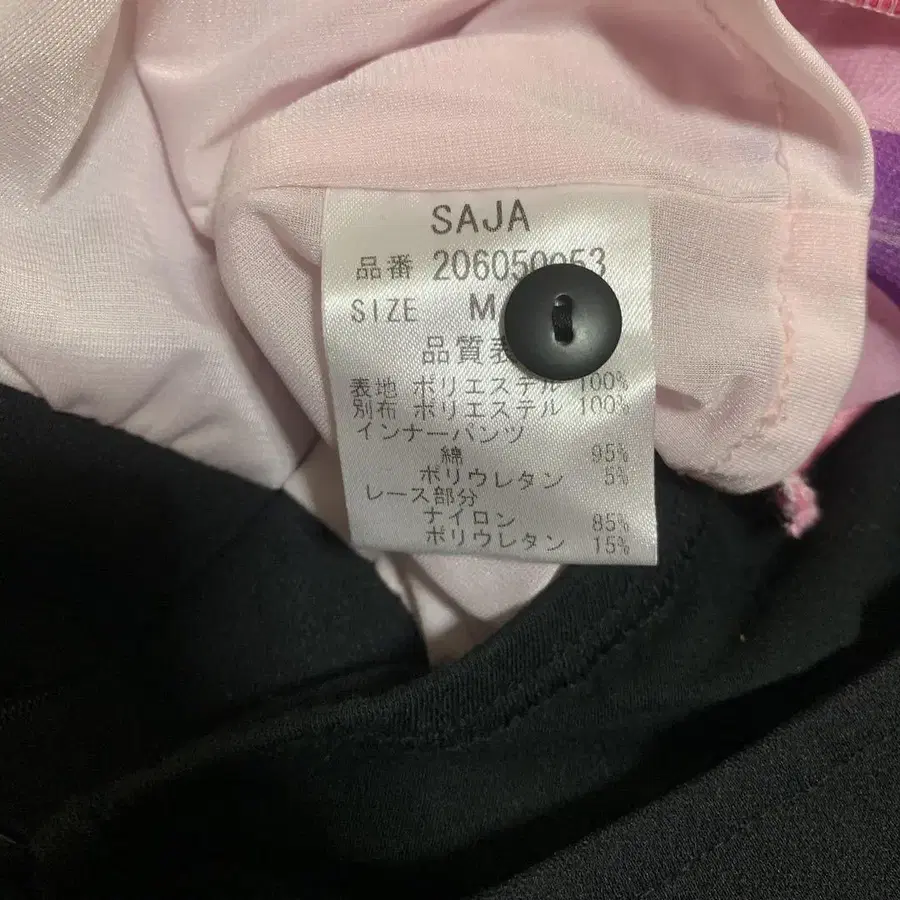 SAJA
品番 206050053
SIZE M
品質表
表地 ポリエステル 100%
別布 ポリエステル 100%
インナーパンツ
綿 95%
ポリウレタン 5%
レース部分
ナイロン 85%
ポリウレタン 15%